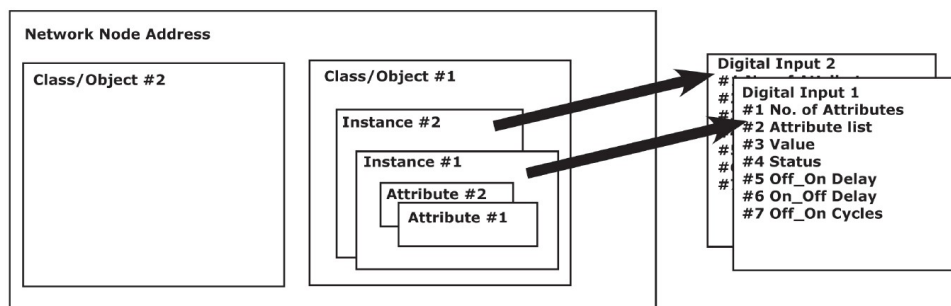 Network Node Address
Class/Object #2
Class/Object #1
Instance #2
Instance #1
Attribute #2
Attribute #1
Digital Input 2
Digital Input 1
#1 No. of Attributes
#2 Attribute list
#3 Value
#4 Status
#5 Off_On Delay
#6 On_Off Delay
#7 Off_On Cycles